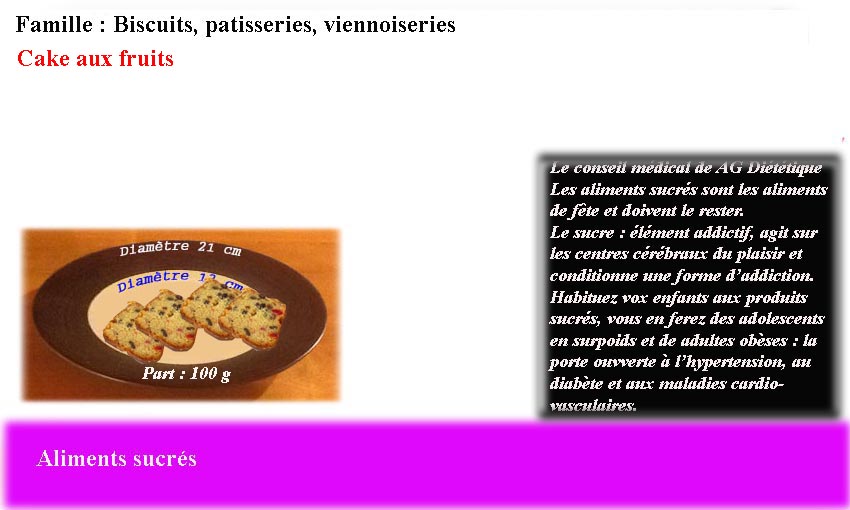 Famille : Biscuits, patisseries, viennoiseries
Cake aux fruits
Le conseil médical de AG Diététique
Les aliments sucrés sont les aliments
de fête et doivent le rester.
Le sucre : élément addictif, agit sur
les centres cérébraux du plaisir et
conditionne une forme d'addiction.
Habituez vox enfants aux produits
sucrés, vous en ferez des adolescents
en surpoids et de adultes obèses : la
porte ouvverte à l'hypertension, au
diabète et aux maladies cardio-
vasculaires.
Diamètre 21 cm
Diamètre 13 cm
Part : 100 g
Aliments sucrés